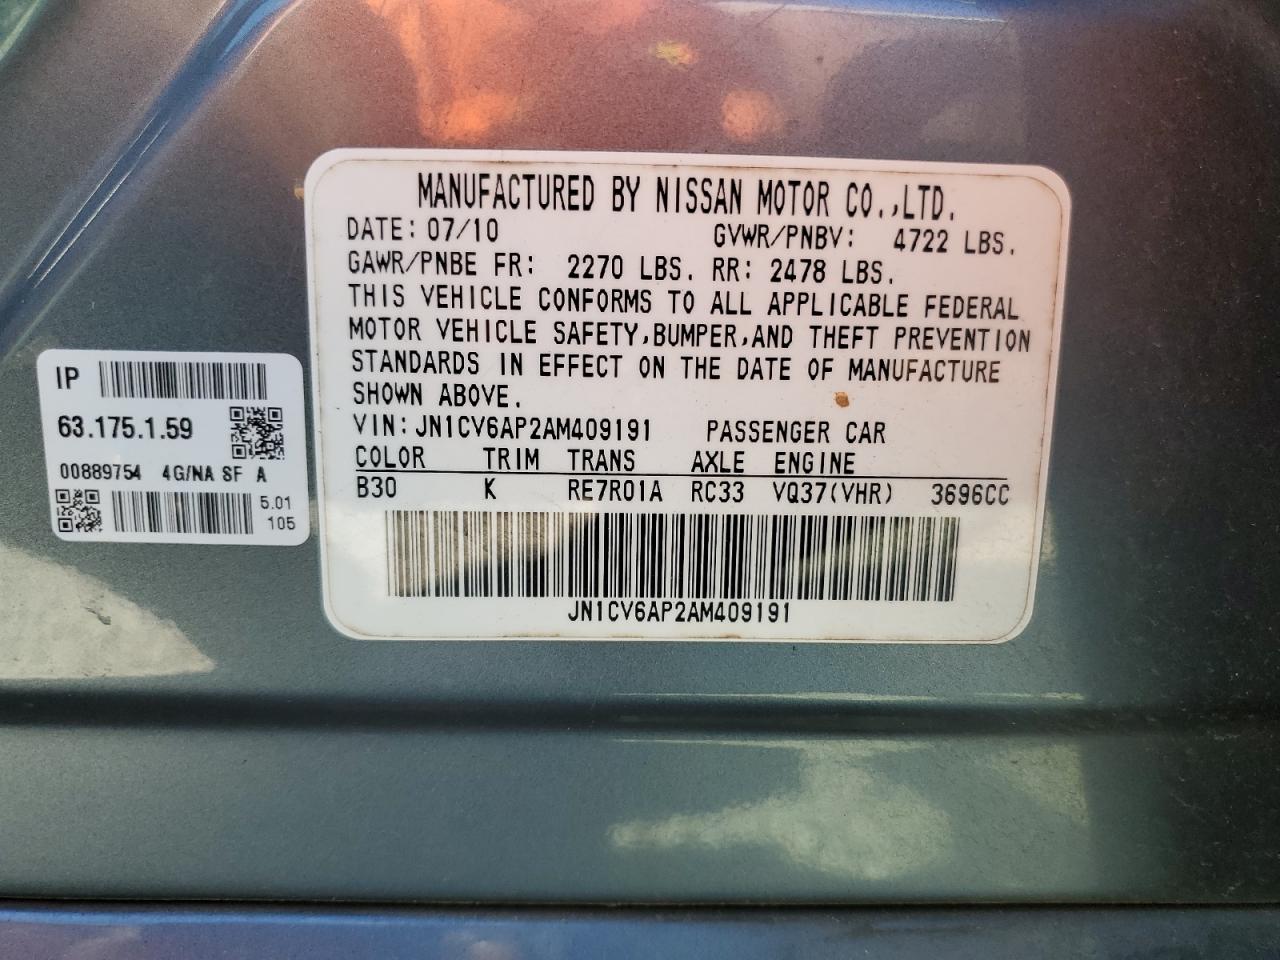 MANUFACTURED BY NISSAN MOTOR CO.,LTD.
DATE: 07/10 GVWR/PNBV: 4722 LBS.
GAWR/PNBE FR: 2270 LBS. RR: 2478 LBS.
THIS VEHICLE CONFORMS TO ALL APPLICABLE FEDERAL
MOTOR VEHICLE SAFETY,BUMPER,AND THEFT PREVENTION
STANDARDS IN EFFECT ON THE DATE OF MANUFACTURE
SHOWN ABOVE.
VIN: JN1CV6AP2AM409191 PASSENGER CAR
COLOR TRIM TRANS AXLE ENGINE
B30 K RE7R01A RC33 VQ37(VHR) 3696CC
JN1CV6AP2AM409191
IP
63.175.1.59
00889754 4G/NA SF A
5.01
105